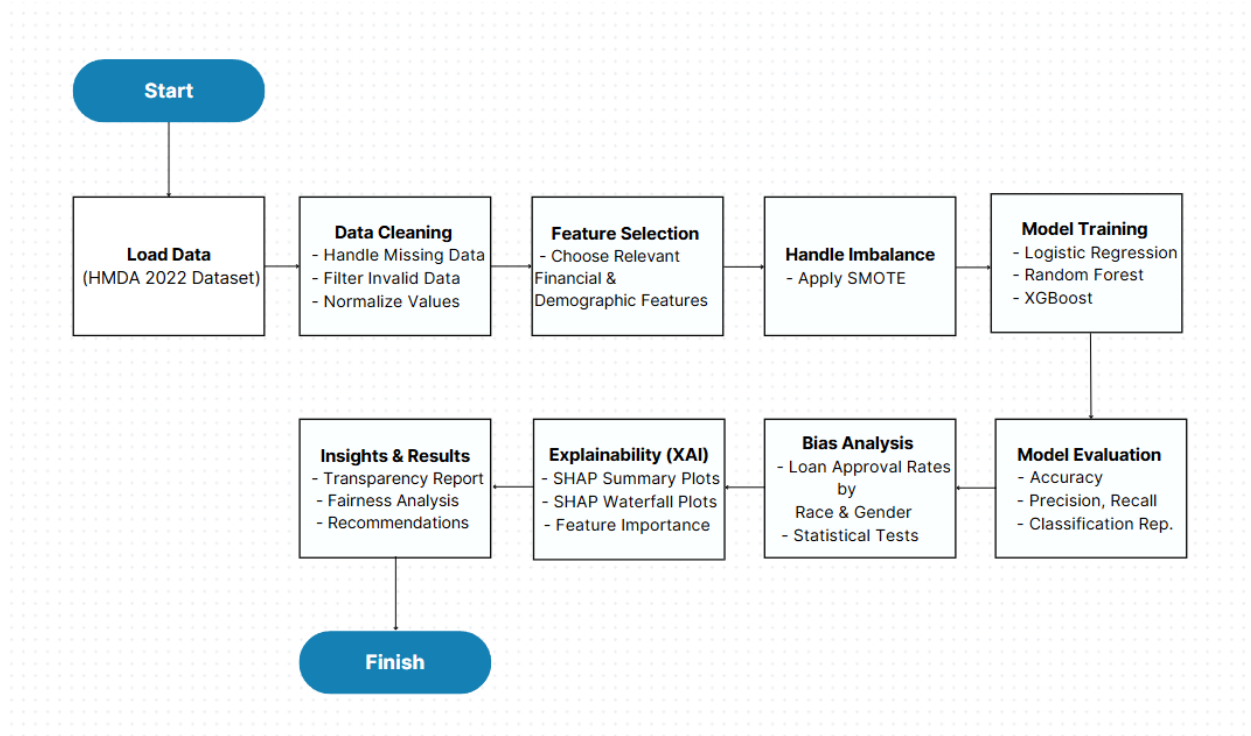 Start
Load Data
(HMDA 2022 Dataset)
Data Cleaning
- Handle Missing Data
- Filter Invalid Data
- Normalize Values
Feature Selection
- Choose Relevant
Financial &
Demographic Features
Handle Imbalance
- Apply SMOTE
Model Training
- Logistic Regression
- Random Forest
- XGBoost
Model Evaluation
- Accuracy
- Precision, Recall
- Classification Rep.
Bias Analysis
- Loan Approval Rates
by
Race & Gender
- Statistical Tests
Explainability (XAI)
- SHAP Summary Plots
- SHAP Waterfall Plots
- Feature Importance
Insights & Results
- Transparency Report
- Fairness Analysis
- Recommendations
Finish